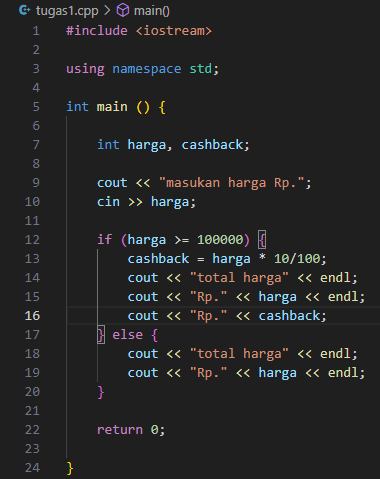 tugas1.cpp > main()
1 #include <iostream>
2
3 using namespace std;
4
5 int main () {
6
7 int harga, cashback;
8
9 cout << "masukan harga Rp.";
10 cin >> harga;
11
12 if (harga >= 100000) {
13 cashback = harga * 10/100;
14 cout << "total harga" << endl;
15 cout << "Rp." << harga << endl;
16 cout << "Rp." << cashback;
17 } else {
18 cout << "total harga" << endl;
19 cout << "Rp." << harga << endl;
20 }
21
22 return 0;
23
24 }